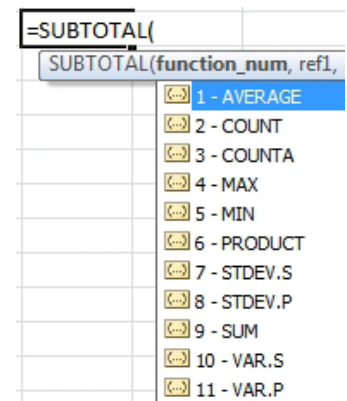 =SUBTOTAL(
SUBTOTAL(function_num, ref1,
(...) 1 - AVERAGE
(...) 2 - COUNT
(...) 3 - COUNTA
(...) 4 - MAX
(...) 5 - MIN
(...) 6 - PRODUCT
(...) 7 - STDEV.S
(...) 8 - STDEV.P
(...) 9 - SUM
(...) 10 - VAR.S
(...) 11 - VAR.P